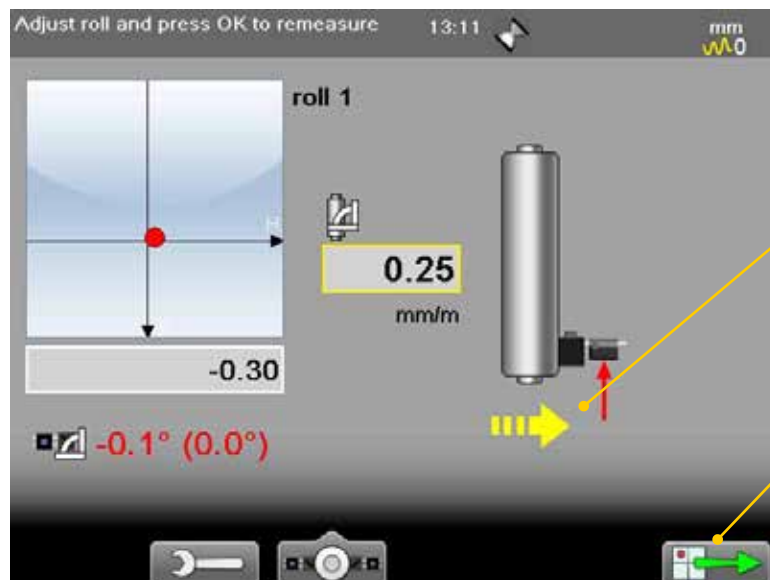 Adjust roll and press OK to remeasure
13:11
mm
0
roll 1
H
0.25
mm/m
-0.30
-0.1° (0.0°)